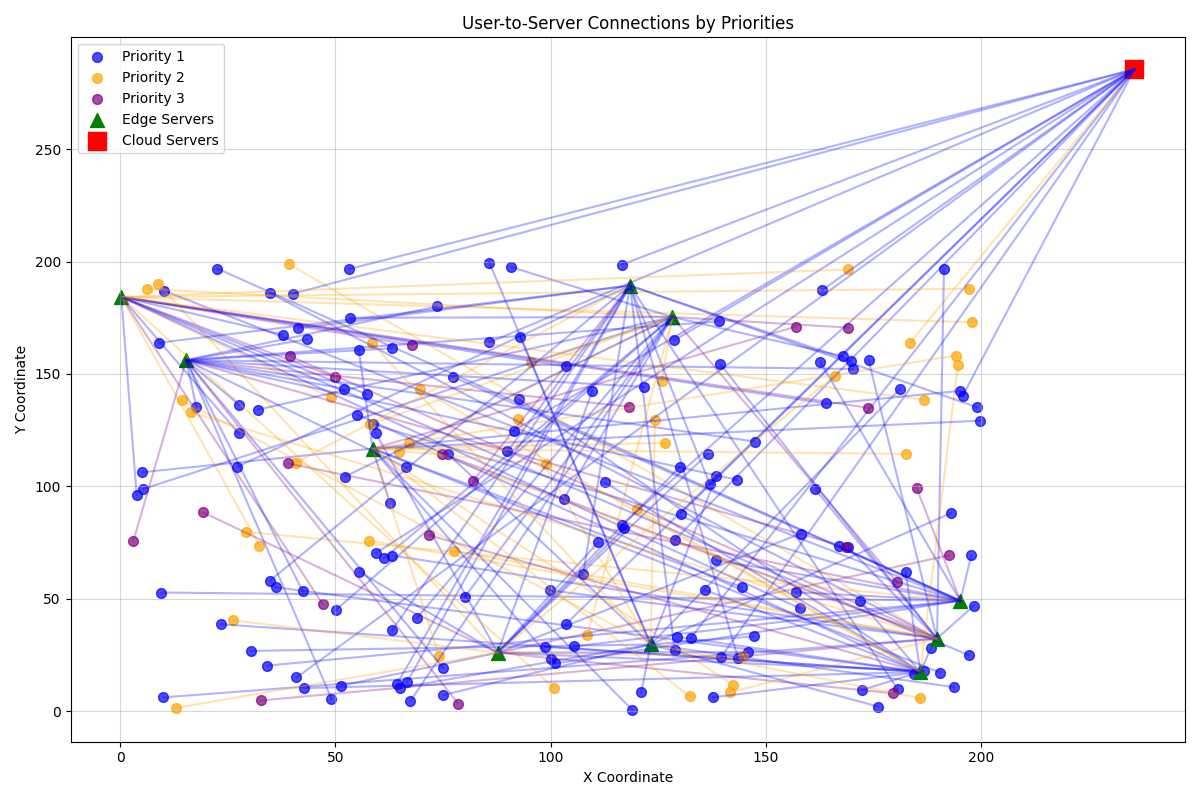 User-to-Server Connections by Priorities
Priority 1
Priority 2
Priority 3
Edge Servers
Cloud Servers
Y Coordinate
250
200
150
100
50
0
0
50
100
150
200
X Coordinate